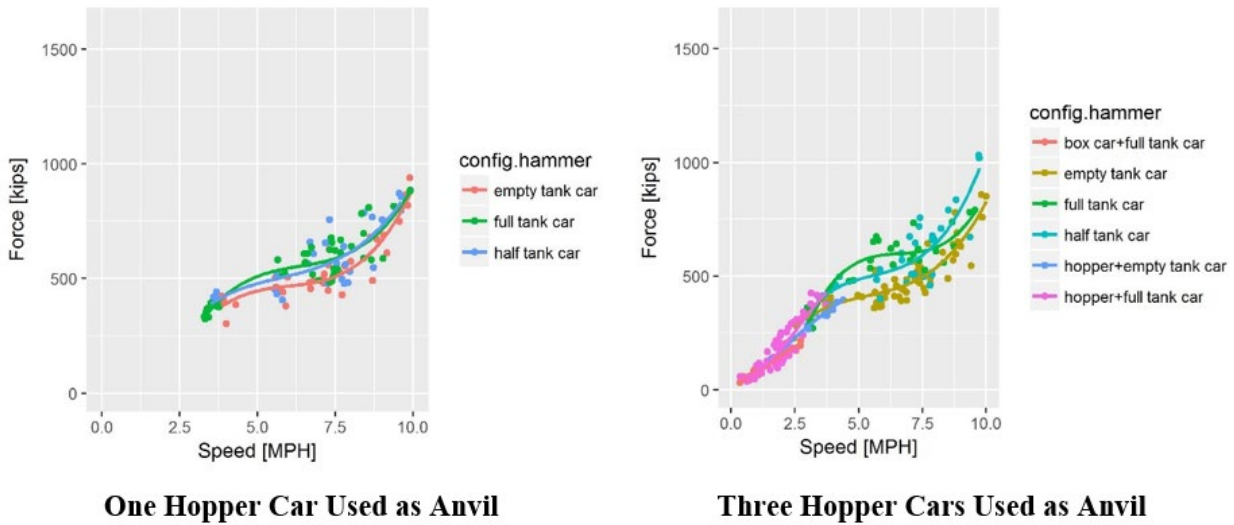 1500
1000
500
0
Force [kips]
0.0 2.5 5.0 7.5 10.0
Speed [MPH]
config.hammer
empty tank car
full tank car
half tank car
One Hopper Car Used as Anvil
1500
1000
500
0
Force [kips]
0.0 2.5 5.0 7.5 10.0
Speed [MPH]
config.hammer
box car+full tank car
empty tank car
full tank car
half tank car
hopper+empty tank car
hopper+full tank car
Three Hopper Cars Used as Anvil